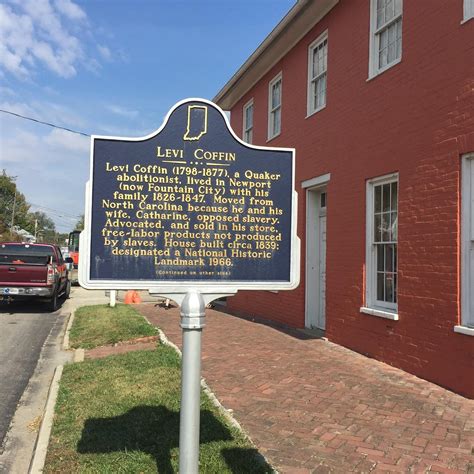 LEVI COFFIN
Levi Coffin (1798-1877), a Quaker
abolitionist, lived in Newport
(now Fountain City) with his
family 1826-1847. Moved from
North Carolina because he and his
wife, Catharine, opposed slavery.
Advocated, and sold in his store,
free-labor products not produced
by slaves. House built circa 1839;
designated a National Historic
Landmark 1966.
(Continued on other side)